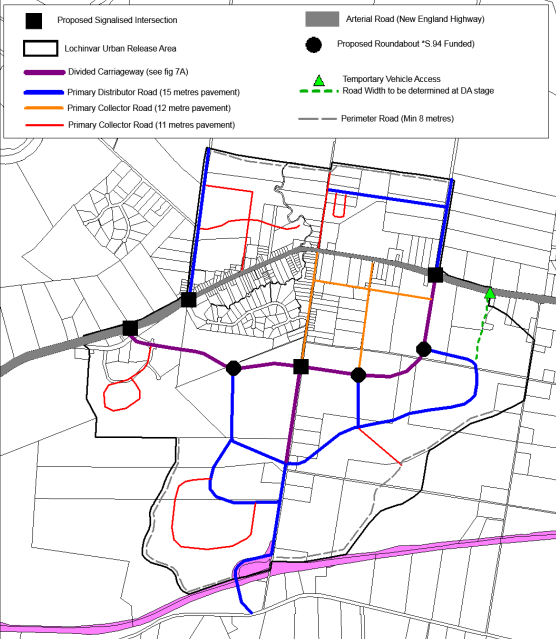 Proposed Signalised Intersection
Lochinvar Urban Release Area
Divided Carriageway (see fig 7A)
Primary Distributor Road (15 metres pavement)
Primary Collector Road (12 metre pavement)
Primary Collector Road (11 metres pavement)
Arterial Road (New England Highway)
Proposed Roundabout *S.94 Funded)
Temportary Vehicle Access
Road Width to be determined at DA stage
Perimeter Road (Min 8 metres)